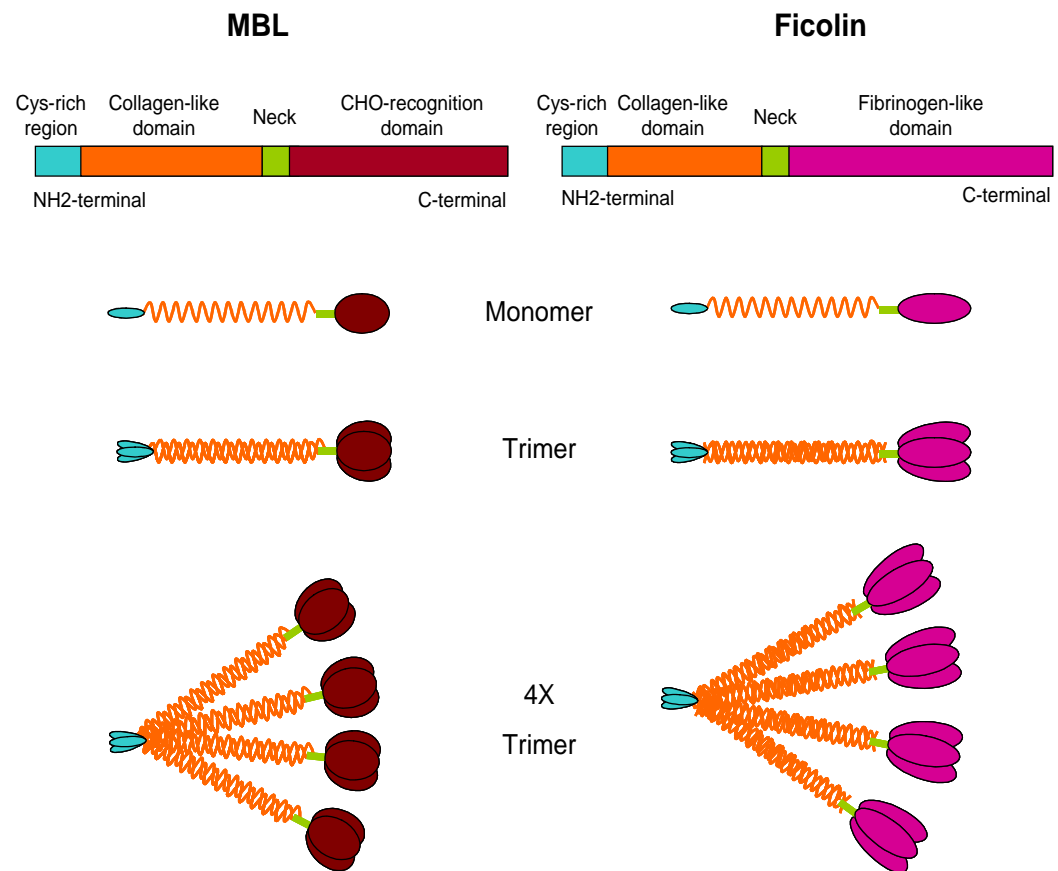 MBL
Ficolin
Cys-rich
region
Collagen-like
domain
Neck
CHO-recognition
domain
NH2-terminal
C-terminal
Cys-rich
region
Collagen-like
domain
Neck
Fibrinogen-like
domain
NH2-terminal
C-terminal
Monomer
Trimer
4X
Trimer